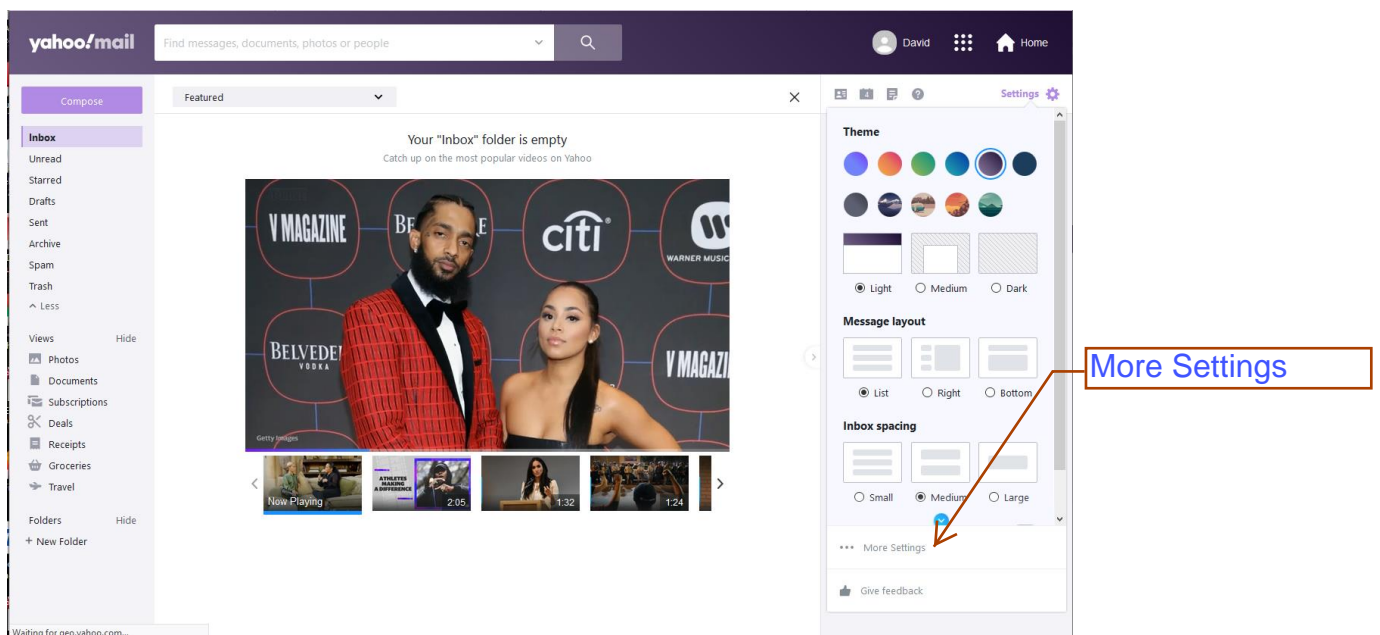 yahoo!mail
Find messages, documents, photos or people
David
Home
Compose
Inbox
Unread
Starred
Drafts
Sent
Archive
Spam
Trash
Less
Views Hide
Photos
Documents
Subscriptions
Deals
Receipts
Groceries
Travel
Folders Hide
+ New Folder
Waiting for geo.yahoo.com...
Featured
Your "Inbox" folder is empty
Catch up on the most popular videos on Yahoo
V MAGAZINE
citi
WARNER MUSIC
BELVEDE
VODKA
V MAGAZI
Getty Images
Now Playing
ATHLETES
MAKING
A DIFFERENCE
2:05
1:32
1:24
Settings
Theme
Light Medium Dark
Message layout
List Right Bottom
Inbox spacing
Small Medium Large
More Settings
Give feedback
More Settings